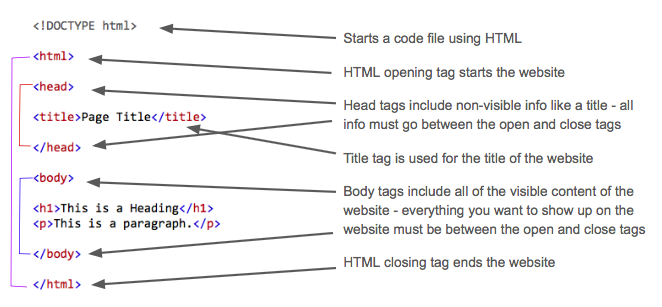 <!DOCTYPE html>
Starts a code file using HTML
<html>
HTML opening tag starts the website
<head>
Head tags include non-visible info like a title - all
info must go between the open and close tags
<title>Page Title</title>
</head>
Title tag is used for the title of the website
<body>
Body tags include all of the visible content of the
website - everything you want to show up on the
website must be between the open and close tags
<h1>This is a Heading</h1>
<p>This is a paragraph.</p>
</body>
HTML closing tag ends the website
</html>